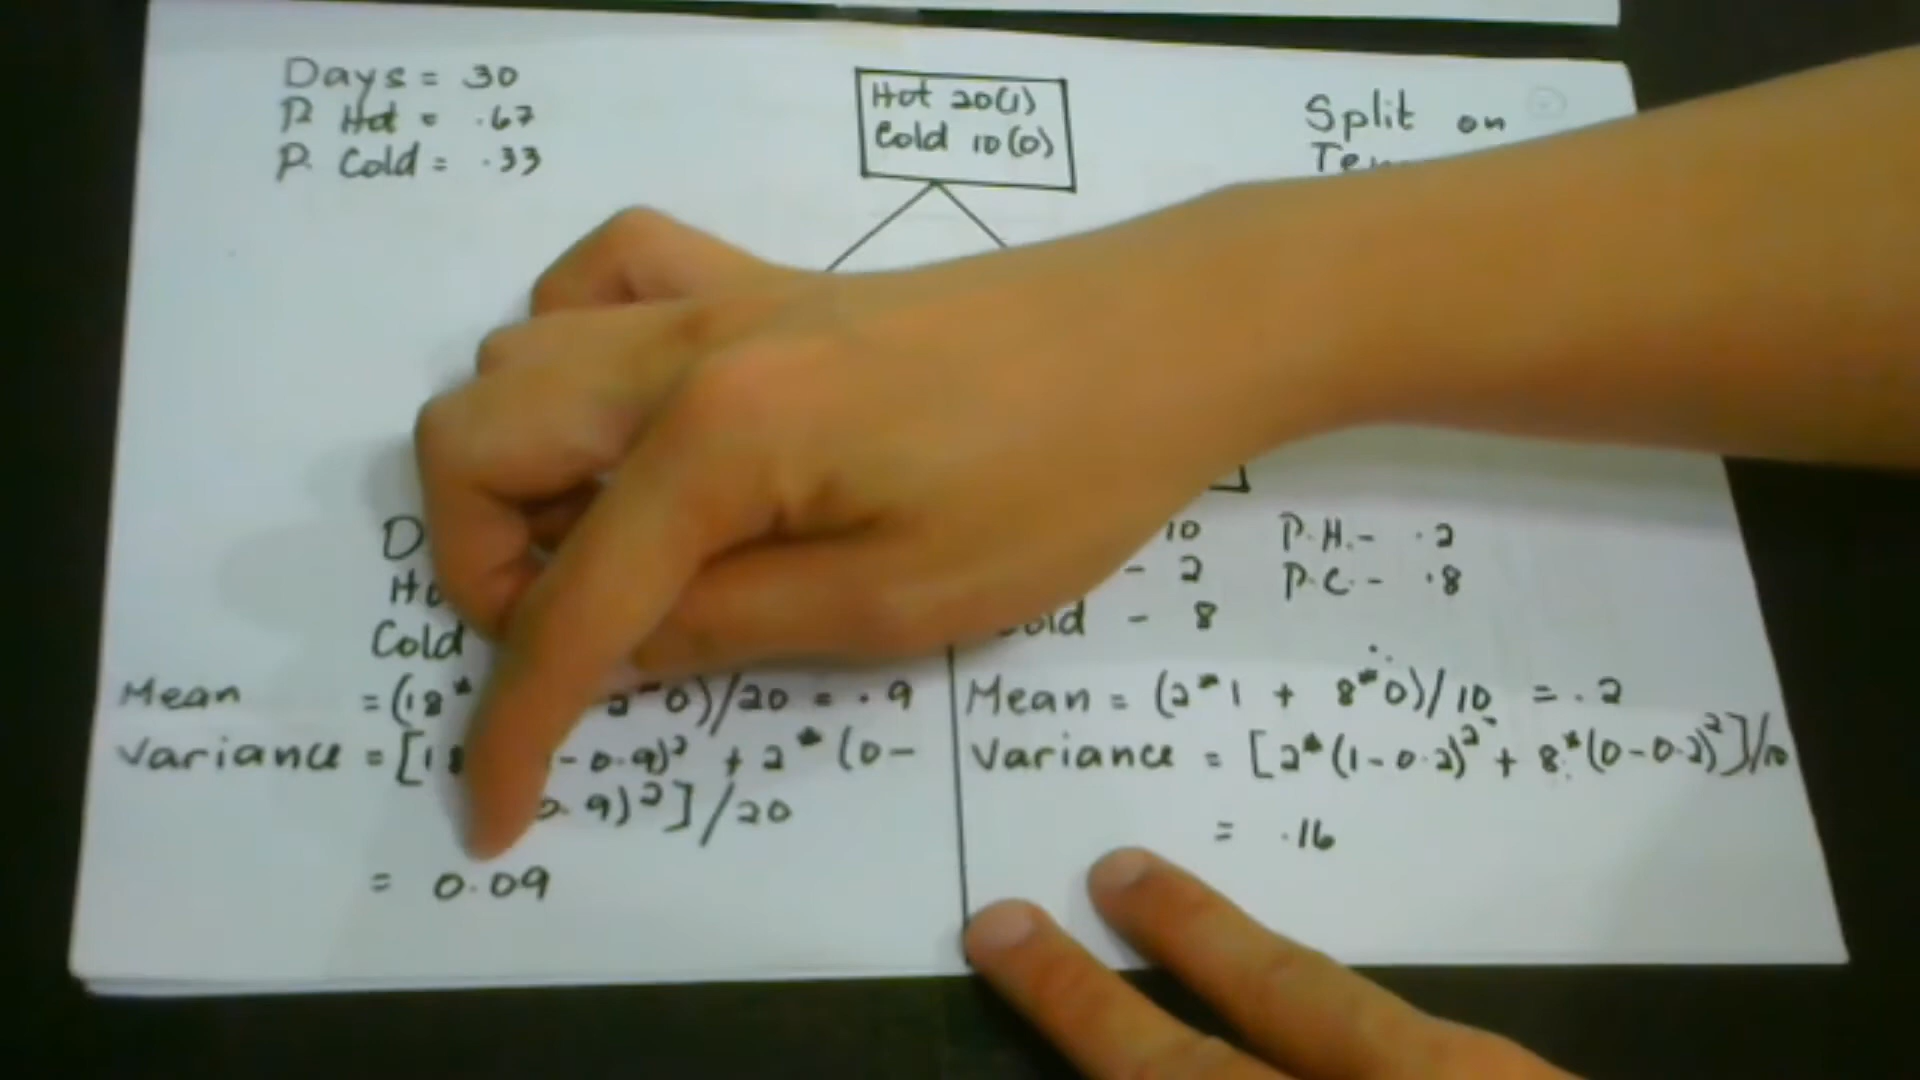 Days = 30
P Hot = .67
P. Cold = .33
Hot 20(1)
Cold 10(0)
Split on
10 P.H.- .2
- 2 P.C.- .8
Cold - 8
Cold
Mean =(18* 2*0)/20 = .9
Variance =[18 -0.9)² + 2*(0-
0.9)²]/20
= 0.09
Mean = (2*1 + 8*0)/10 = .2
Variance = [2*(1-0.2)²+ 8*(0-0.2)²]/10
= .16